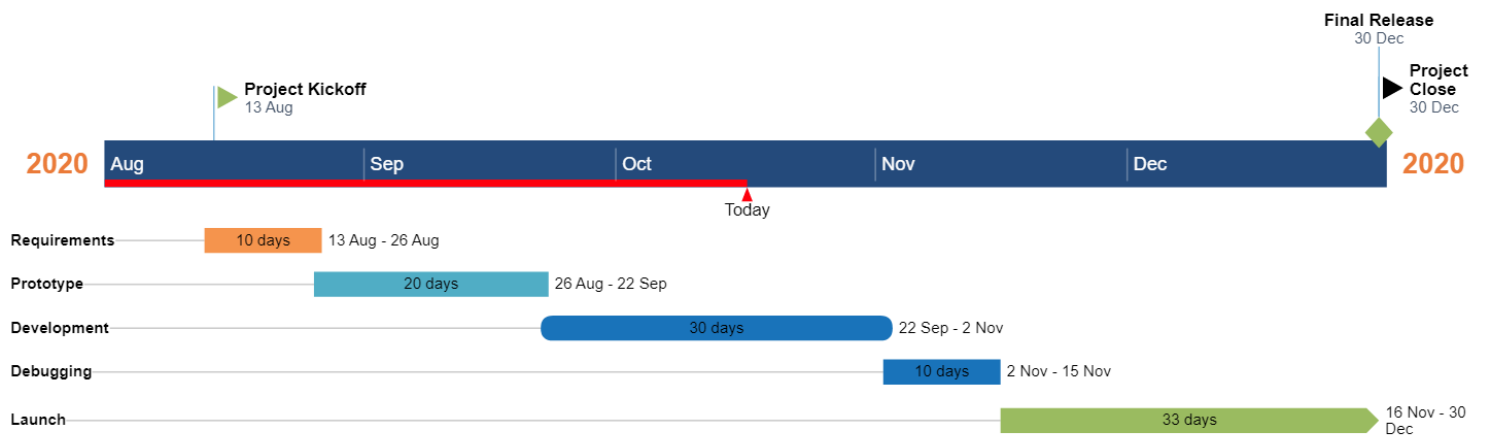 Final Release
30 Dec
Project Kickoff
13 Aug
Project
Close
30 Dec
2020 Aug Sep Oct Nov Dec 2020
Today
Requirements 10 days 13 Aug - 26 Aug
Prototype 20 days 26 Aug - 22 Sep
Development 30 days 22 Sep - 2 Nov
Debugging 10 days 2 Nov - 15 Nov
Launch 33 days 16 Nov - 30
Dec